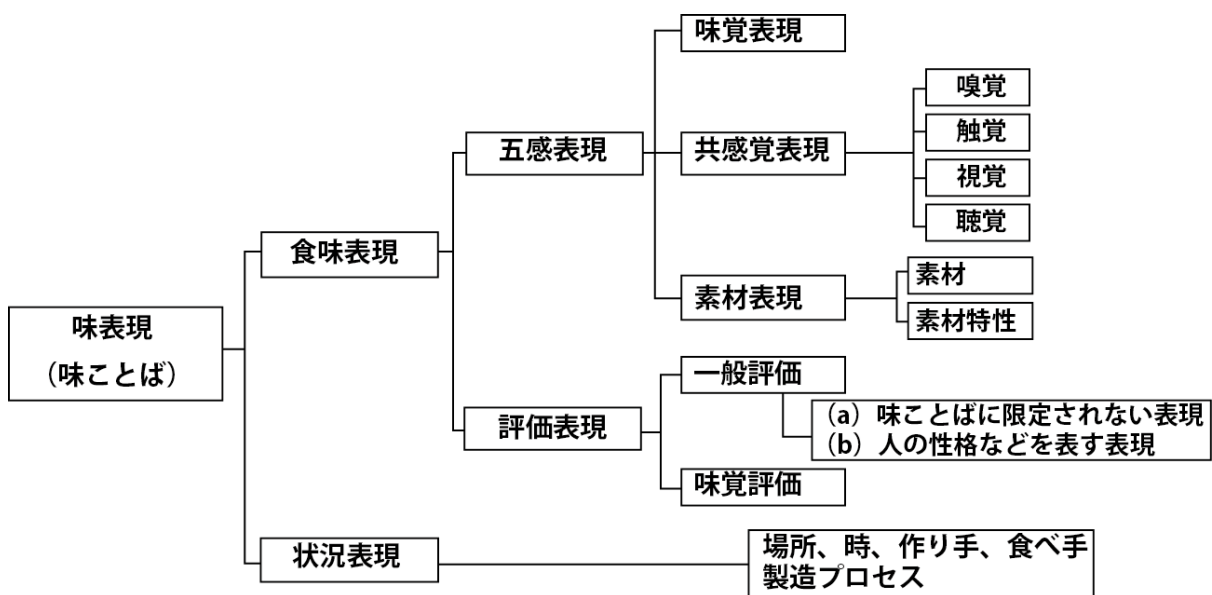 味表現
（味ことば）
食味表現
五感表現
味覚表現
共感覚表現
嗅覚
触覚
視覚
聴覚
素材表現
素材
素材特性
評価表現
一般評価
（a）味ことばに限定されない表現
（b）人の性格などを表す表現
味覚評価
状況表現
場所、時、作り手、食べ手
製造プロセス